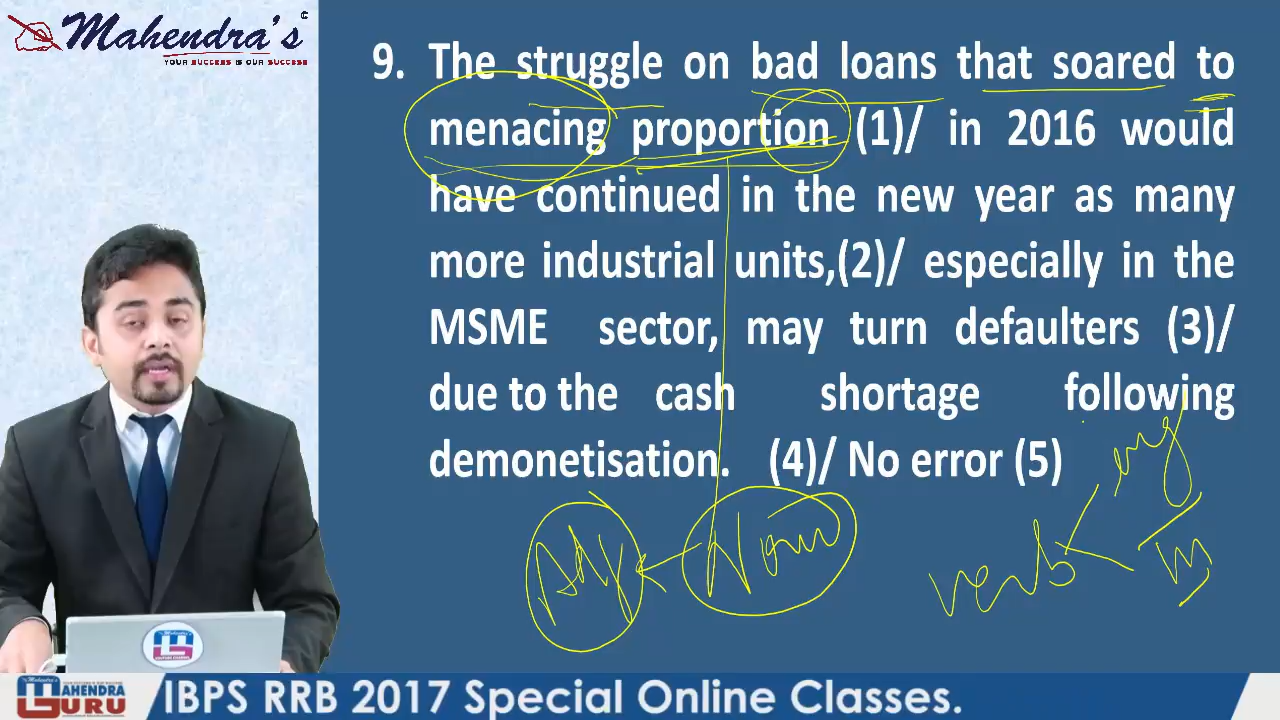 Mahendra's
YOUR SUCCESS IS OUR SUCCESS
9. The struggle on bad loans that soared to
menacing proportion (1)/ in 2016 would
have continued in the new year as many
more industrial units,(2)/ especially in the
MSME sector, may turn defaulters (3)/
due to the cash shortage following
demonetisation. (4)/ No error (5)
Adj Noun
verb ing
Mahendra's
MAHENDRA
GURU
IBPS RRB 2017 Special Online Classes.